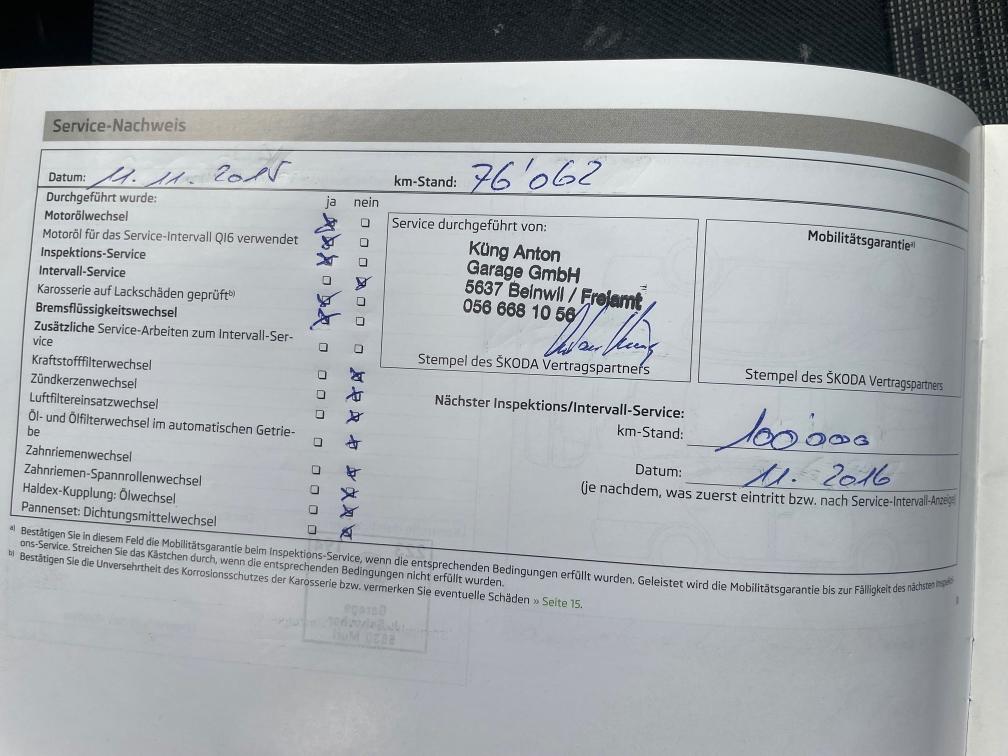 Service-Nachweis
Datum: 11. 11. 2015 km-Stand: 76'062
Durchgeführt wurde: ja nein
Motorölwechsel
Motoröl für das Service-Intervall QI6 verwendet
Inspektions-Service
Intervall-Service
Karosserie auf Lackschäden geprüft b)
Bremsflüssigkeitswechsel
Zusätzliche Service-Arbeiten zum Intervall-Ser-
vice
Kraftstofffilterwechsel
Zündkerzenwechsel
Luftfiltereinsatzwechsel
Öl- und Ölfilterwechsel im automatischen Getrie-
be
Zahnriemenwechsel
Zahnriemen-Spannrollenwechsel
Haldex-Kupplung: Ölwechsel
Pannenset: Dichtungsmittelwechsel
Service durchgeführt von:
Küng Anton
Garage GmbH
5637 Beinwil / Freiamt
056 668 10 56
Stempel des ŠKODA Vertragspartners
Mobilitätsgarantie a)
Stempel des ŠKODA Vertragspartners
Nächster Inspektions/Intervall-Service:
km-Stand: 100'000
Datum: 11. 2016
(je nachdem, was zuerst eintritt bzw. nach Service-Intervall-Anzeige)
a) Bestätigen Sie in diesem Feld die Mobilitätsgarantie beim Inspektions-Service, wenn die entsprechenden Bedingungen erfüllt wurden. Geleistet wird die Mobilitätsgarantie bis zur Fälligkeit des nächsten Inspekti-
ons-Service. Streichen Sie das Kästchen durch, wenn die entsprechenden Bedingungen nicht erfüllt wurden.
b) Bestätigen Sie die Unversehrtheit des Korrosionsschutzes der Karosserie bzw. vermerken Sie eventuelle Schäden » Seite 15.